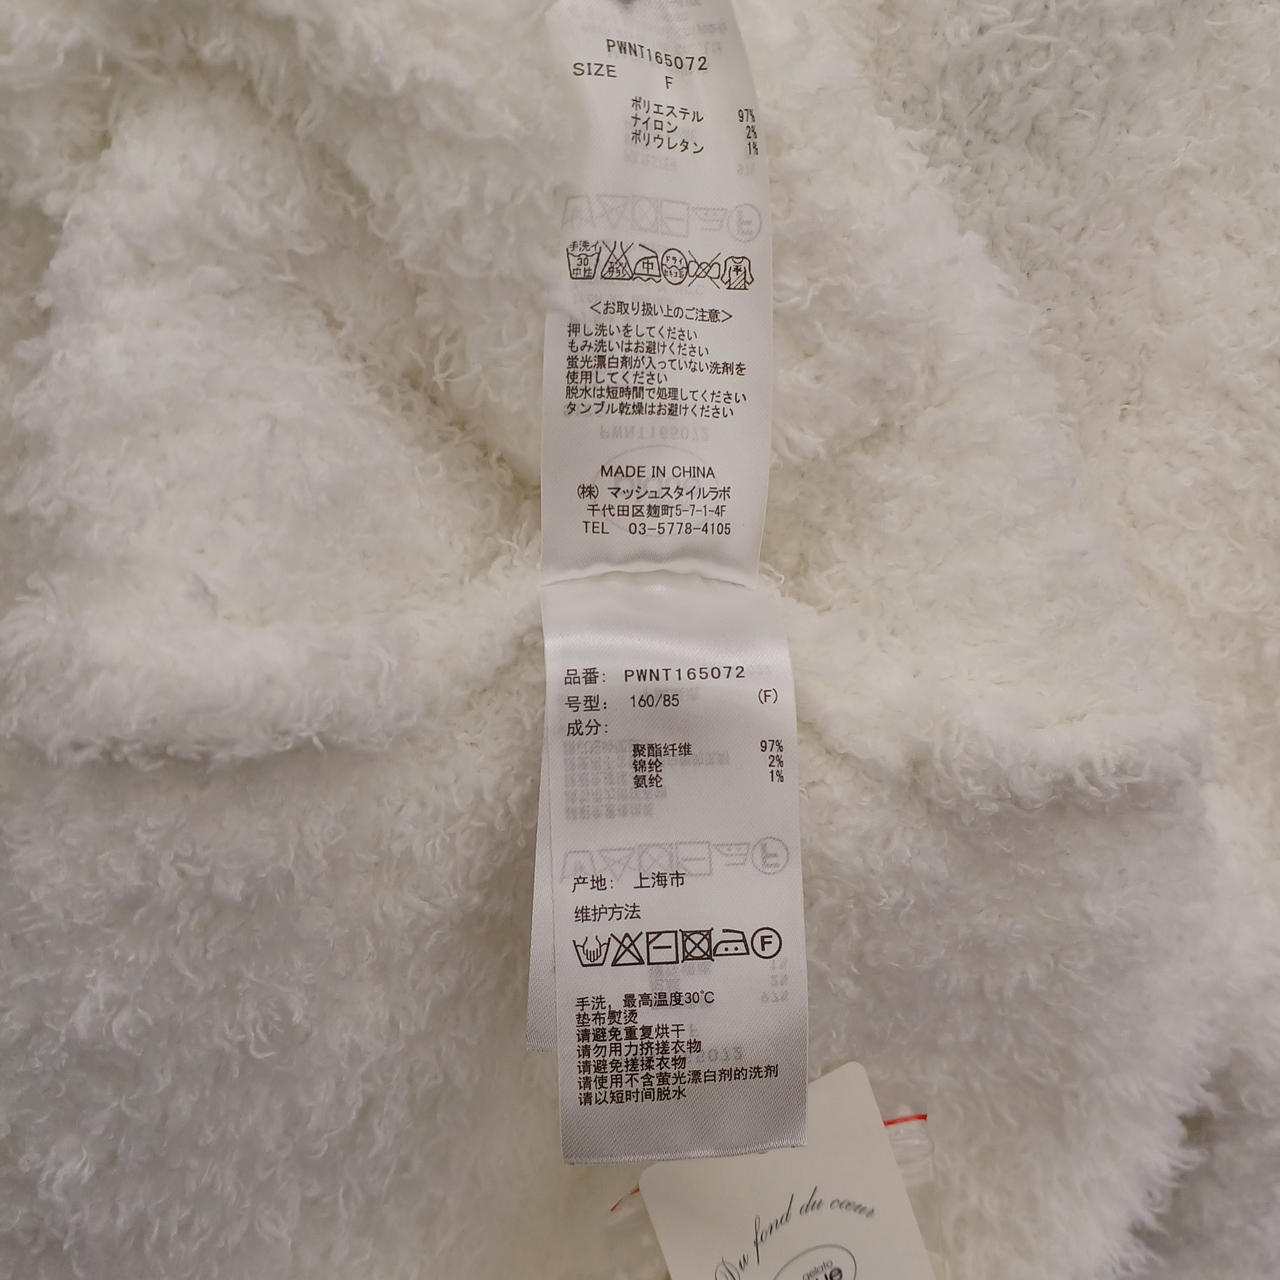 PWNT165072
SIZE F
ポリエステル 97%
ナイロン 2%
ポリウレタン 1%
手洗イ
30
中性
中
ドライ
<お取り扱い上のご注意>
押し洗いをしてください
もみ洗いはお避けください
蛍光漂白剤が入っていない洗剤を
使用してください
脱水は短時間で処理してください
タンブル乾燥はお避けください
MADE IN CHINA
(株) マッシュスタイルラボ
千代田区麹町5-7-1-4F
TEL 03-5778-4105
品番: PWNT165072
号型: 160/85 (F)
成分:
聚酯纤维 97%
锦纶 2%
氨纶 1%
产地: 上海市
维护方法
F
手洗，最高温度30℃
垫布熨烫
请避免重复烘干
请勿用力挤搓衣物
请避免搓揉衣物
请使用不含萤光漂白剂的洗剂
请以短时间脱水
Du fond du cœur
gelato